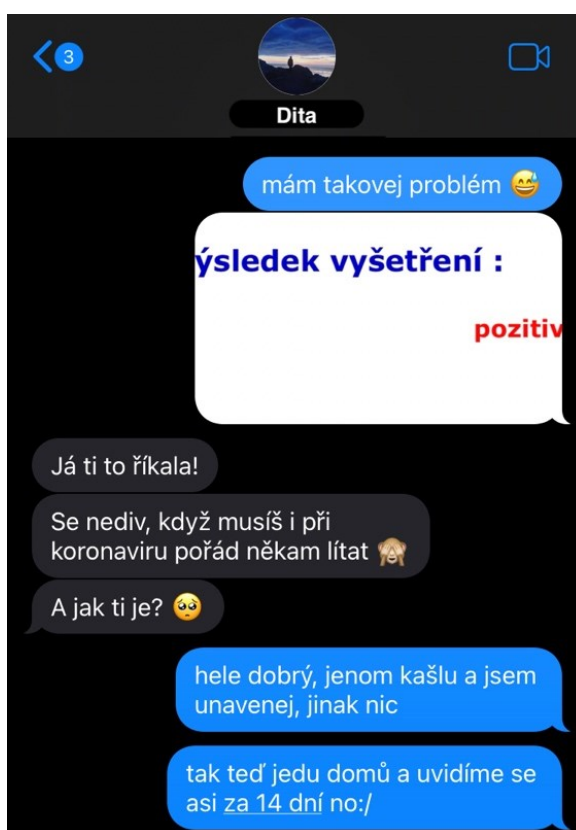 3
Dita
mám takovej problém 😅
ýsledek vyšetření :
pozitiv
Já ti to říkala!
Se nediv, když musíš i při
koronaviru pořád někam lítat 🙈
A jak ti je? 🥺
hele dobrý, jenom kašlu a jsem
unavenej, jinak nic
tak teď jedu domů a uvidíme se
asi za 14 dní no:/